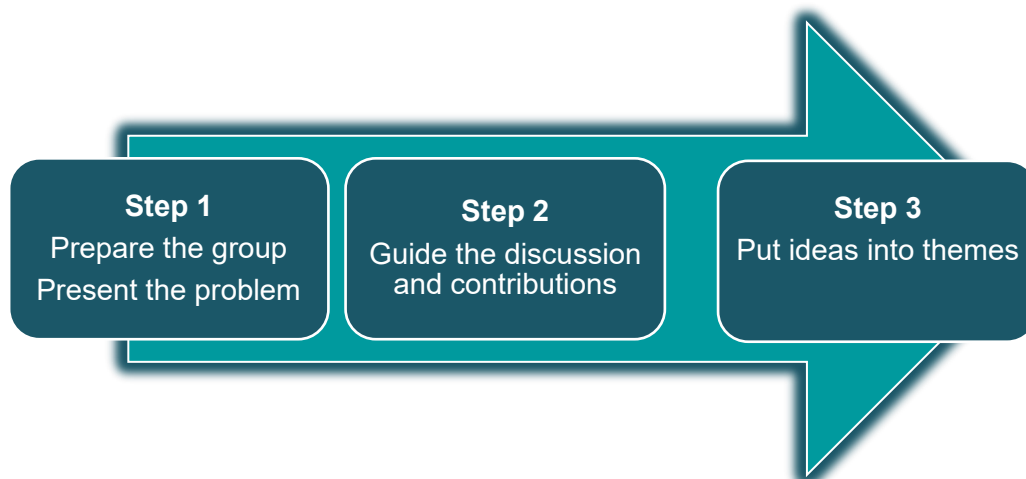 Step 1
Prepare the group
Present the problem
Step 2
Guide the discussion
and contributions
Step 3
Put ideas into themes